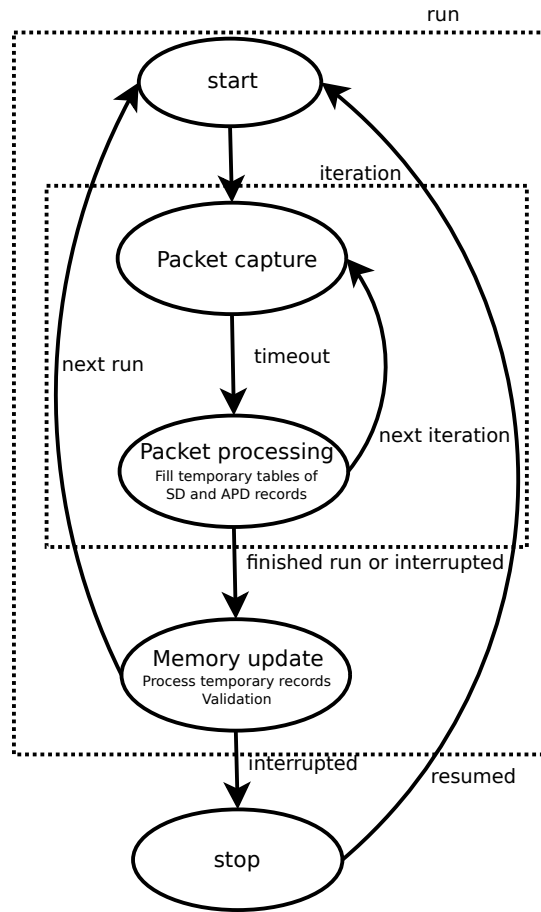 run
start
iteration
Packet capture
timeout
next run
next iteration
Packet processing
Fill temporary tables of
SD and APD records
finished run or interrupted
Memory update
Process temporary records
Validation
interrupted
resumed
stop